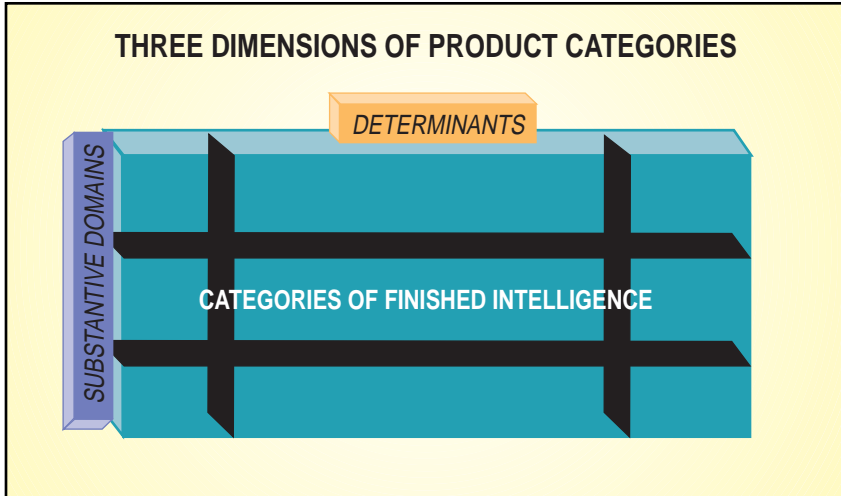 THREE DIMENSIONS OF PRODUCT CATEGORIES
DETERMINANTS
SUBSTANTIVE DOMAINS
CATEGORIES OF FINISHED INTELLIGENCE